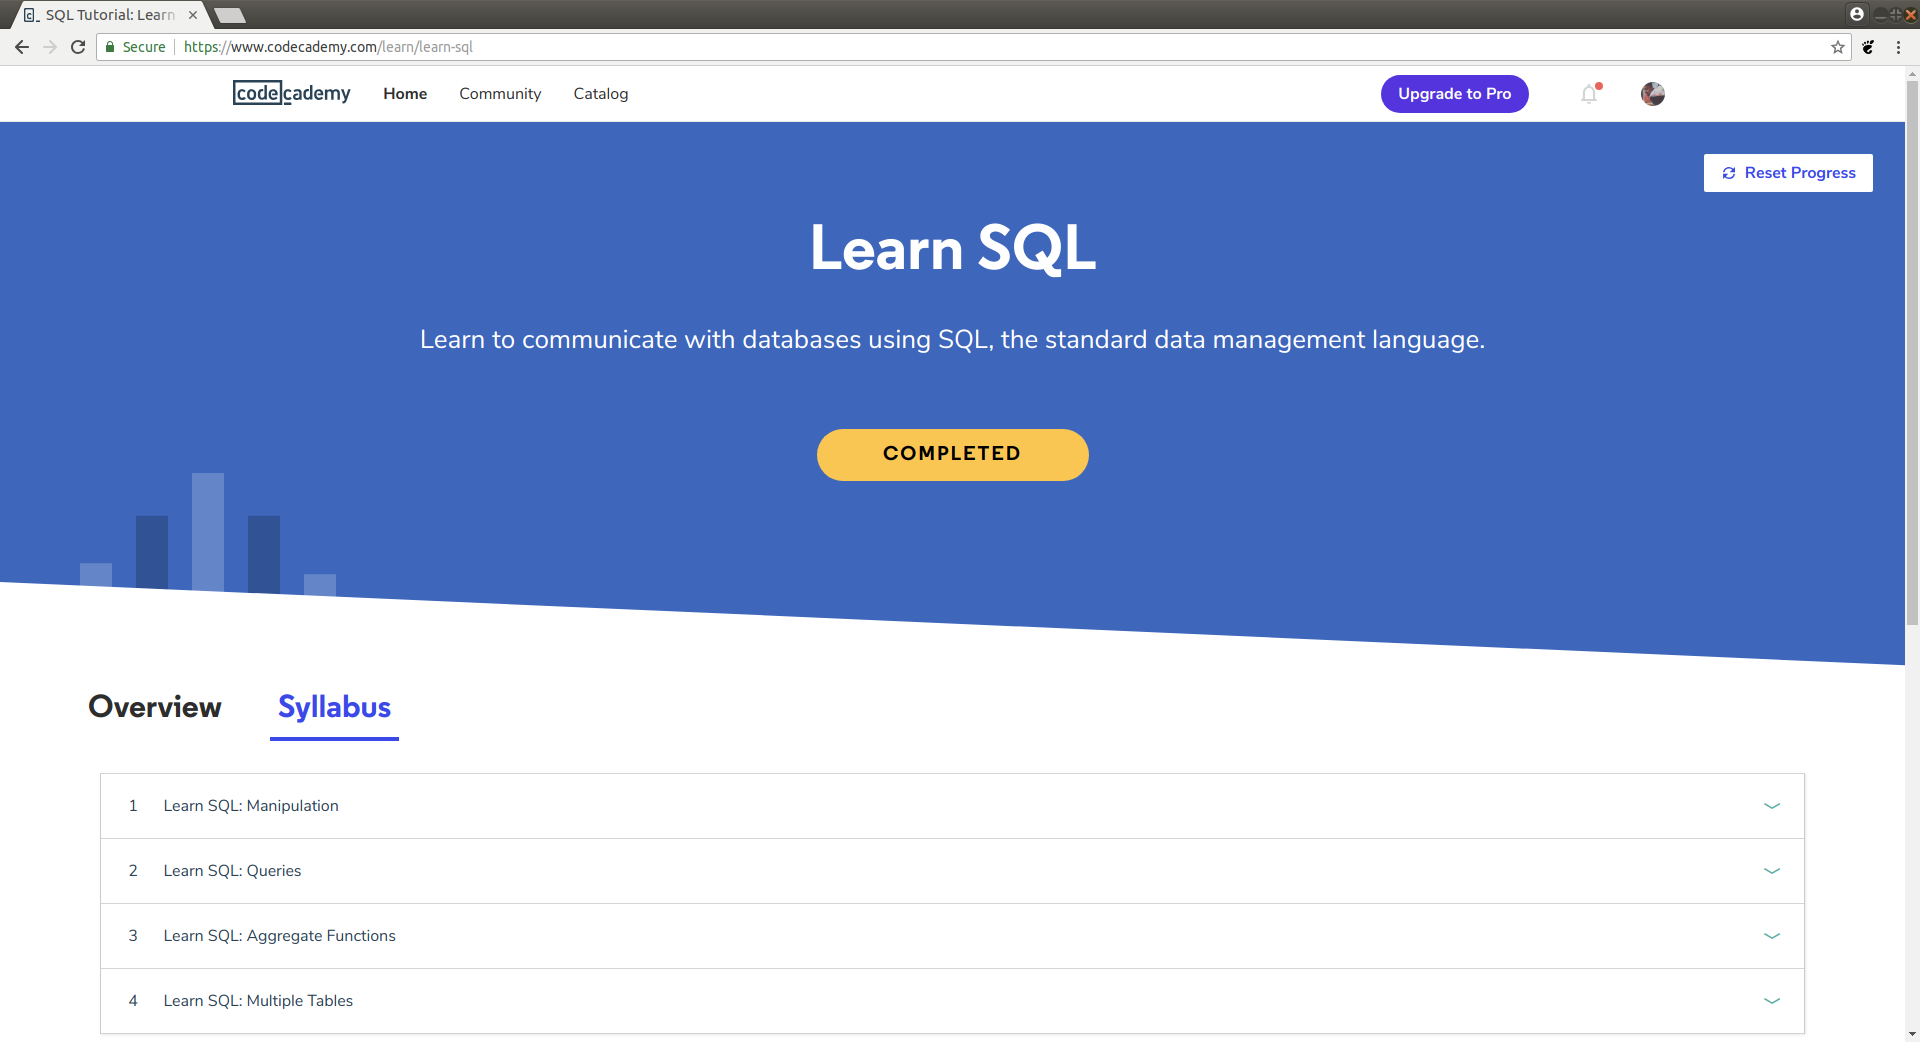 SQL Tutorial: Learn
Secure https://www.codecademy.com/learn/learn-sql
codecademy Home Community Catalog Upgrade to Pro
Reset Progress
Learn SQL
Learn to communicate with databases using SQL, the standard data management language.
COMPLETED
Overview Syllabus
1 Learn SQL: Manipulation
2 Learn SQL: Queries
3 Learn SQL: Aggregate Functions
4 Learn SQL: Multiple Tables